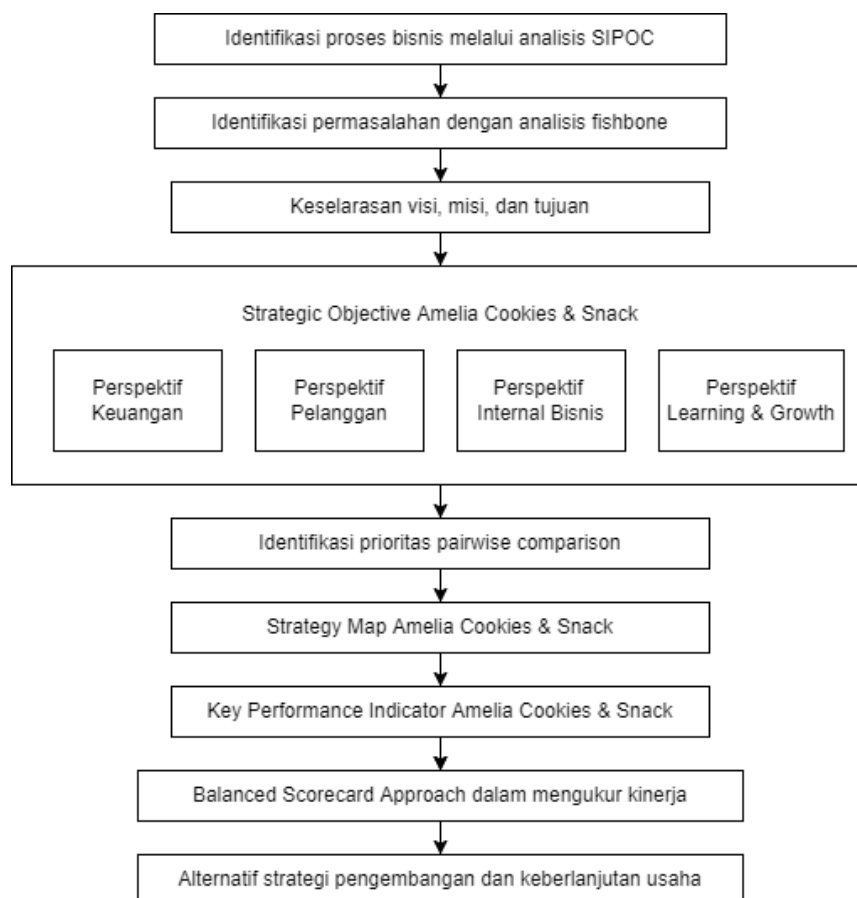 Identifikasi proses bisnis melalui analisis SIPOC
Identifikasi permasalahan dengan analisis fishbone
Keselarasan visi, misi, dan tujuan
Strategic Objective Amelia Cookies & Snack
Perspektif
Keuangan
Perspektif
Pelanggan
Perspektif
Internal Bisnis
Perspektif
Learning & Growth
Identifikasi prioritas pairwise comparison
Strategy Map Amelia Cookies & Snack
Key Performance Indicator Amelia Cookies & Snack
Balanced Scorecard Approach dalam mengukur kinerja
Alternatif strategi pengembangan dan keberlanjutan usaha